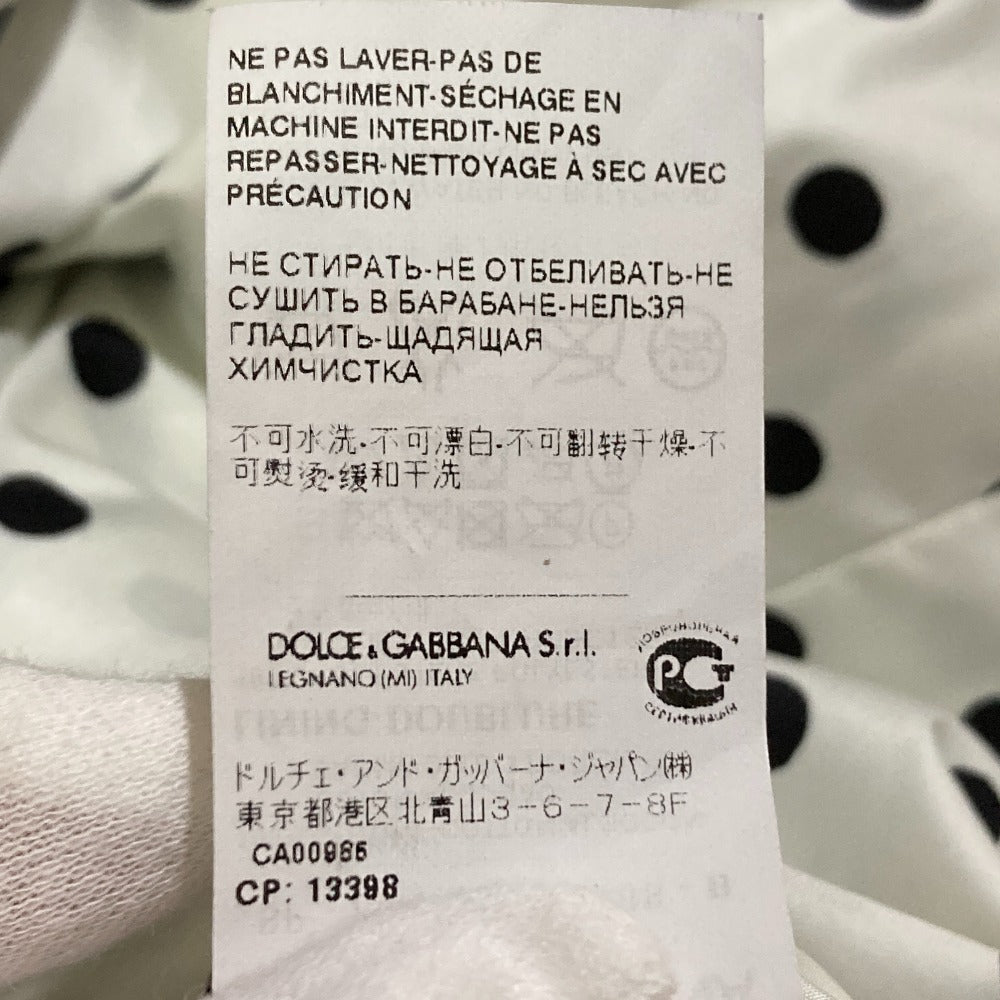 NE PAS LAVER-PAS DE
BLANCHIMENT-SÉCHAGE EN
MACHINE INTERDIT-NE PAS
REPASSER-NETTOYAGE À SEC AVEC
PRÉCAUTION
НЕ СТИРАТЬ-НЕ ОТБЕЛИВАТЬ-НЕ
СУШИТЬ В БАРАБАНЕ-НЕЛЬЗЯ
ГЛАДИТЬ-ЩАДЯЩАЯ
ХИМЧИСТКА
不可水洗-不可漂白-不可翻转干燥-不
可熨烫-缓和干洗
DOLCE & GABBANA S.r.l.
LEGNANO (MI) ITALY
ДОБРОВОЛЬНАЯ
РСТ
СЕРТИФИКАЦИЯ
ドルチェ・アンド・ガッバーナ・ジャパン(株)
東京都港区北青山3-6-7-8F
CA00985
CP: 13398